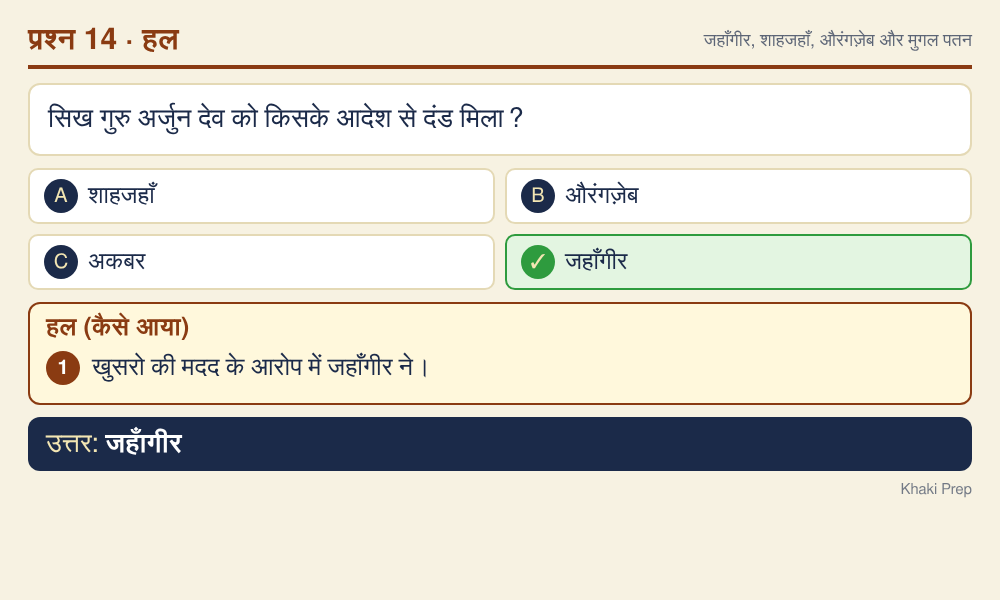 प्रश्न 14 · हल
जहाँगीर, शाहजहाँ, औरंगज़ेब और मुगल पतन
सिख गुरु अर्जुन देव को किसके आदेश से दंड मिला ?
A शाहजहाँ
B औरंगज़ेब
C अकबर
✓ जहाँगीर
हल (कैसे आया)
1 खुसरो की मदद के आरोप में जहाँगीर ने।
उत्तर: जहाँगीर
Khaki Prep